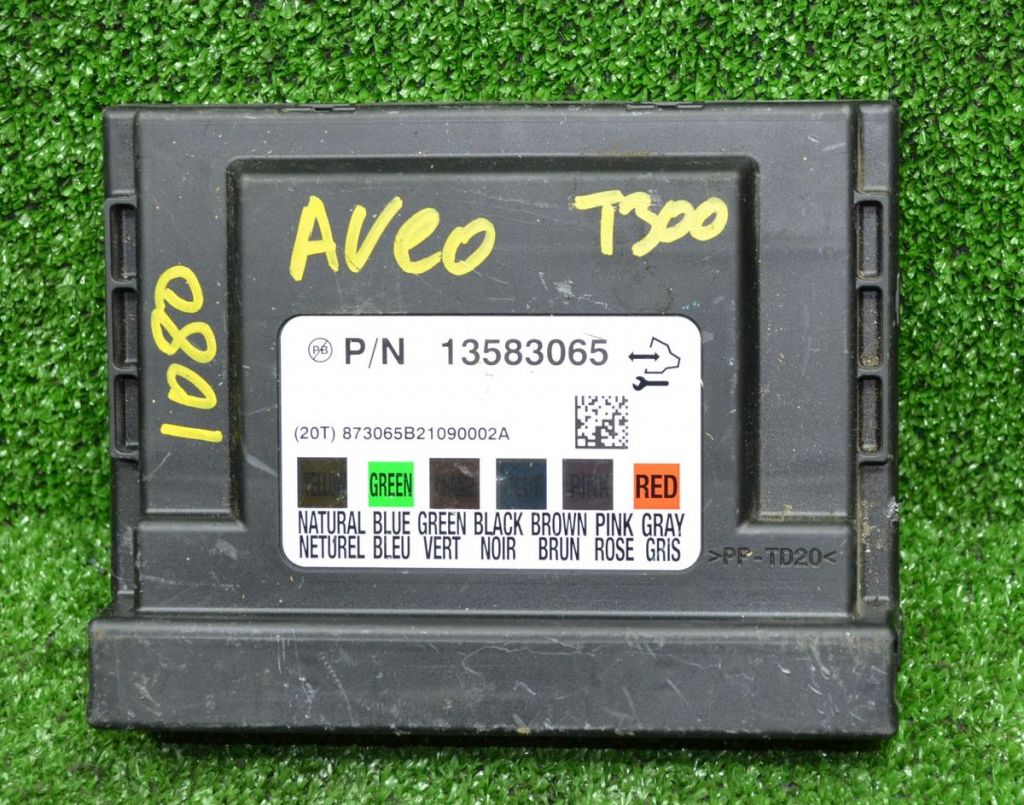 AVEO T300
1080
PB P/N 13583065
(20T) 873065B21090002A
GREEN PINK RED
NATURAL BLUE GREEN BLACK BROWN PINK GRAY
NETUREL BLEU VERT NOIR BRUN ROSE GRIS
>PP-TD20<